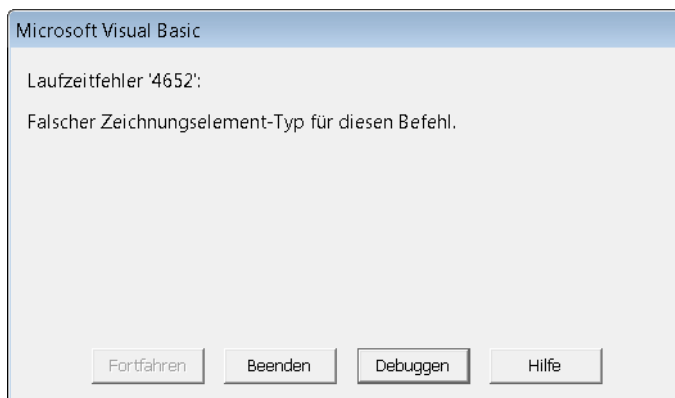 Microsoft Visual Basic
Laufzeitfehler '4652':
Falscher Zeichnungselement-Typ für diesen Befehl.
Fortfahren Beenden Debuggen Hilfe